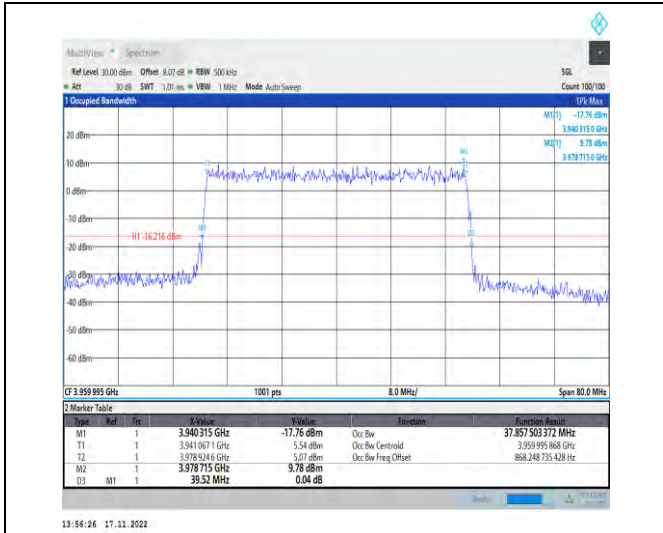 MultiView Spectrum
Ref Level 30.00 dBm Offset 8.07 dB RBW 500 kHz SGL
Att 30 dB SWT 1.01 ms VBW 1 MHz Mode Auto Sweep Count 100/100
1 Occupied Bandwidth 1Pk Max
M1[1] -17.76 dBm
3.940 315 0 GHz
M2[1] 9.78 dBm
3.978 715 0 GHz
20 dBm
M2
10 dBm
T1
0 dBm
-10 dBm
M1
D3
H1 -16.216 dBm
-20 dBm
-30 dBm
-40 dBm
-50 dBm
-60 dBm
CF 3.959 995 GHz 1001 pts 8.0 MHz/ Span 80.0 MHz
2 Marker Table
Type Ref Trc X-Value Y-Value Function Function Result
M1 1 3.940 315 GHz -17.76 dBm Occ Bw 37.857 503 372 MHz
T1 1 3.941 067 1 GHz 5.54 dBm Occ Bw Centroid 3.959 995 868 GHz
T2 1 3.978 924 6 GHz 5.07 dBm Occ Bw Freq Offset 868.248 735 428 Hz
M2 1 3.978 715 GHz 9.78 dBm
D3 M1 1 39.52 MHz 0.04 dB
13:56:26 17.11.2022